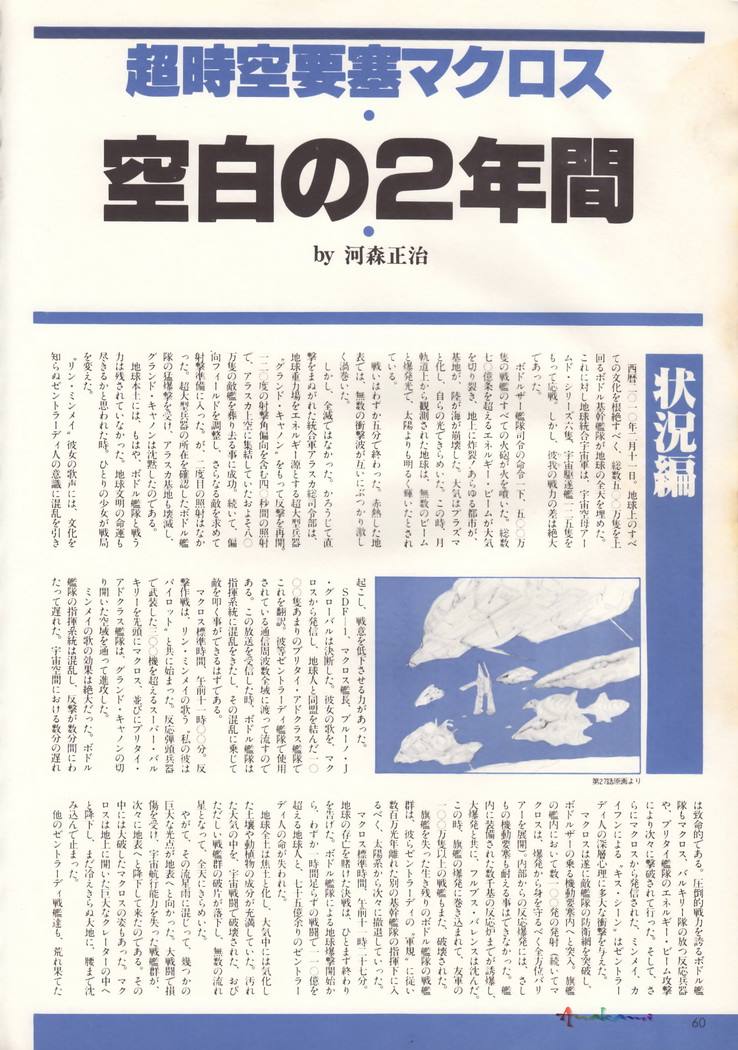 超時空要塞マクロス
・
空白の2年間
・
by 河森正治
状況編
西暦二〇一〇年二月十一日。地球上のすべ
ての文化を根絶すべく、総数五〇〇万隻を上
回るボドル基幹艦隊が地球の全天を埋めた。
これに対し地球統合宇宙軍は、宇宙空母アー
ムド・シリーズ六隻、宇宙駆逐艦一二五隻を
もって応戦。しかし、彼我の戦力の差は絶大
であった。
ボドルザー艦隊司令の命令一下、五〇〇万
隻の戦艦のすべての火砲が火を噴いた。総数
七〇億条を超えるエネルギー・ビームが大気
を切り裂き、地上に炸裂！あらゆる都市が、
基地が、陸が海が崩壊した。大気はプラズマ
と化し、自らの光できらめいた。この時、月
軌道上から観測された地球は、無数のビーム
と爆発光で、太陽よりも明るく輝いたとされ
ている。
戦いはわずか五分で終わった。赤熱した地
表では、無数の衝撃波が互いにぶつかり激し
く渦巻いた。
しかし、全滅ではなかった。かろうじて直
撃をまぬがれた統合軍アラスカ総司令部は、
地球重力場をエネルギー源とする超大型兵器
“グランド・キャノン”をもって反撃を再開。
一二〇度の射撃角偏向を含む四〇秒間の照射
で、アラスカ上空に集結していたおよそ八〇
万隻の敵艦を葬り去る事に成功。続いて、偏
向フィールドを調整し、さらなる敵を求めて
射撃準備に入った。が、二度目の照射はなか
った。超大型兵器の所在を確認したボドル艦
隊の猛爆撃を受け、アラスカ基地も壊滅し、
グランド・キャノンは沈黙したのである。
地球本土には、もはや、ボドル艦隊と戦う
力は残されていなかった。地球文明の命運も
尽きるかと思われた時、ひとりの少女が戦局
を変えた。
“リン・ミンメイ”彼女の歌声には、文化を
知らぬゼントラーディ人の意識に混乱を引き
起こし、戦意を低下させる力があった。
SDF-1、マクロス艦長、ブルーノ・J
・グローバルは決断した。彼女の歌を、マク
ロスから発信し、地球人と同盟を結んだ一〇
〇〇隻あまりのブリタイ・アドクラス艦隊で
これを翻訳。彼等ゼントラーディ艦隊で使用
されている通信周波数全域に渡って流すので
ある。この放送を受信した時、ボドル艦隊は
指揮系統に混乱をきたし、その混乱に乗じて
敵を叩く事ができるはずである。
マクロス標準時間、午前十一時〇〇分。反
撃作戦は、リン・ミンメイの歌う“私の彼は
パイロット”と共に始まった。反応弾頭兵器
で武装した二〇〇機を超えるスーパー・バル
キリーを先頭にマクロス、並びにブリタイ・
アドクラス艦隊は、グランド・キャノンの切
り開いた空域を通って進攻した。
ミンメイの歌の効果は絶大だった。ボドル
艦隊の指揮系統は混乱し、反撃が数分間にわ
たって遅れた。宇宙空間における数分の遅れ
第27話原画より
は致命的である。圧倒的戦力を誇るボドル艦
隊もマクロス、バルキリー隊の放つ反応兵器
や、ブリタイ艦隊のエネルギー・ビーム攻撃
により次々に撃破されて行った。そして、さ
らにマクロスから発信された、ミンメイ、カ
イフンによる“キス・シーン”はゼントラー
ディ人の深層心理に多大な衝撃を与えた。
マクロスは遂に敵艦隊の防衛網を突破し、
ボドルザーの乗る機動要塞内へと突入。旗艦
の艦内において数一〇〇発の発射（続いてマ
クロスは、爆発から身を守るべく全方位バリ
アーを展開）。内部からの反応爆発には、さし
もの機動要塞も耐える事はできなかった。艦
内に装備された数千基の反応炉までが誘爆し、
大爆発と共に、フルブス・バレンスは沈んだ。
この時、旗艦の爆発に巻き込まれて、友軍の
一〇〇万隻以上の戦艦もまた、破壊された。
旗艦を失った生き残りのボドル艦隊の戦艦
群は、彼らゼントラーディの“軍規”に従い
数百万光年離れた別の基幹艦隊の指揮下に入
るべく、太陽系から次々に撤退していった。
マクロス標準時間、午前十一時二十七分。
地球の存亡を賭けた決戦は、ひとまず終わり
を告げた。ボドル艦隊による地球爆撃開始か
ら、わずか一時間足らずの戦闘で一一〇億を
超える地球人と、七十五億余りのゼントラー
ディ人の命が失われた。
地球全土は焦土と化し、大気中には気化し
た土壌や動植物の成分が充満していた。汚れ
た大気の中を、宇宙戦闘で破壊された、おび
ただしい戦艦群の破片が落下し、無数の流れ
星となって、全天にきらめいた。
やがて、その流星雨に混じって、幾つかの
巨大な光点が地表へと向かった。大戦闘で損
傷を受け、宇宙航行能力を失った戦艦群が、
次々に地表へと降下して来たのである。その
中には大破したマクロスの姿もあった。マク
ロスは地上に開いた巨大なクレーターの中へ
と降下し、まだ冷えきらぬ大地に、腰まで沈
み込んで止まった。
他のゼントラーディ戦艦達も、荒れ果てた
60